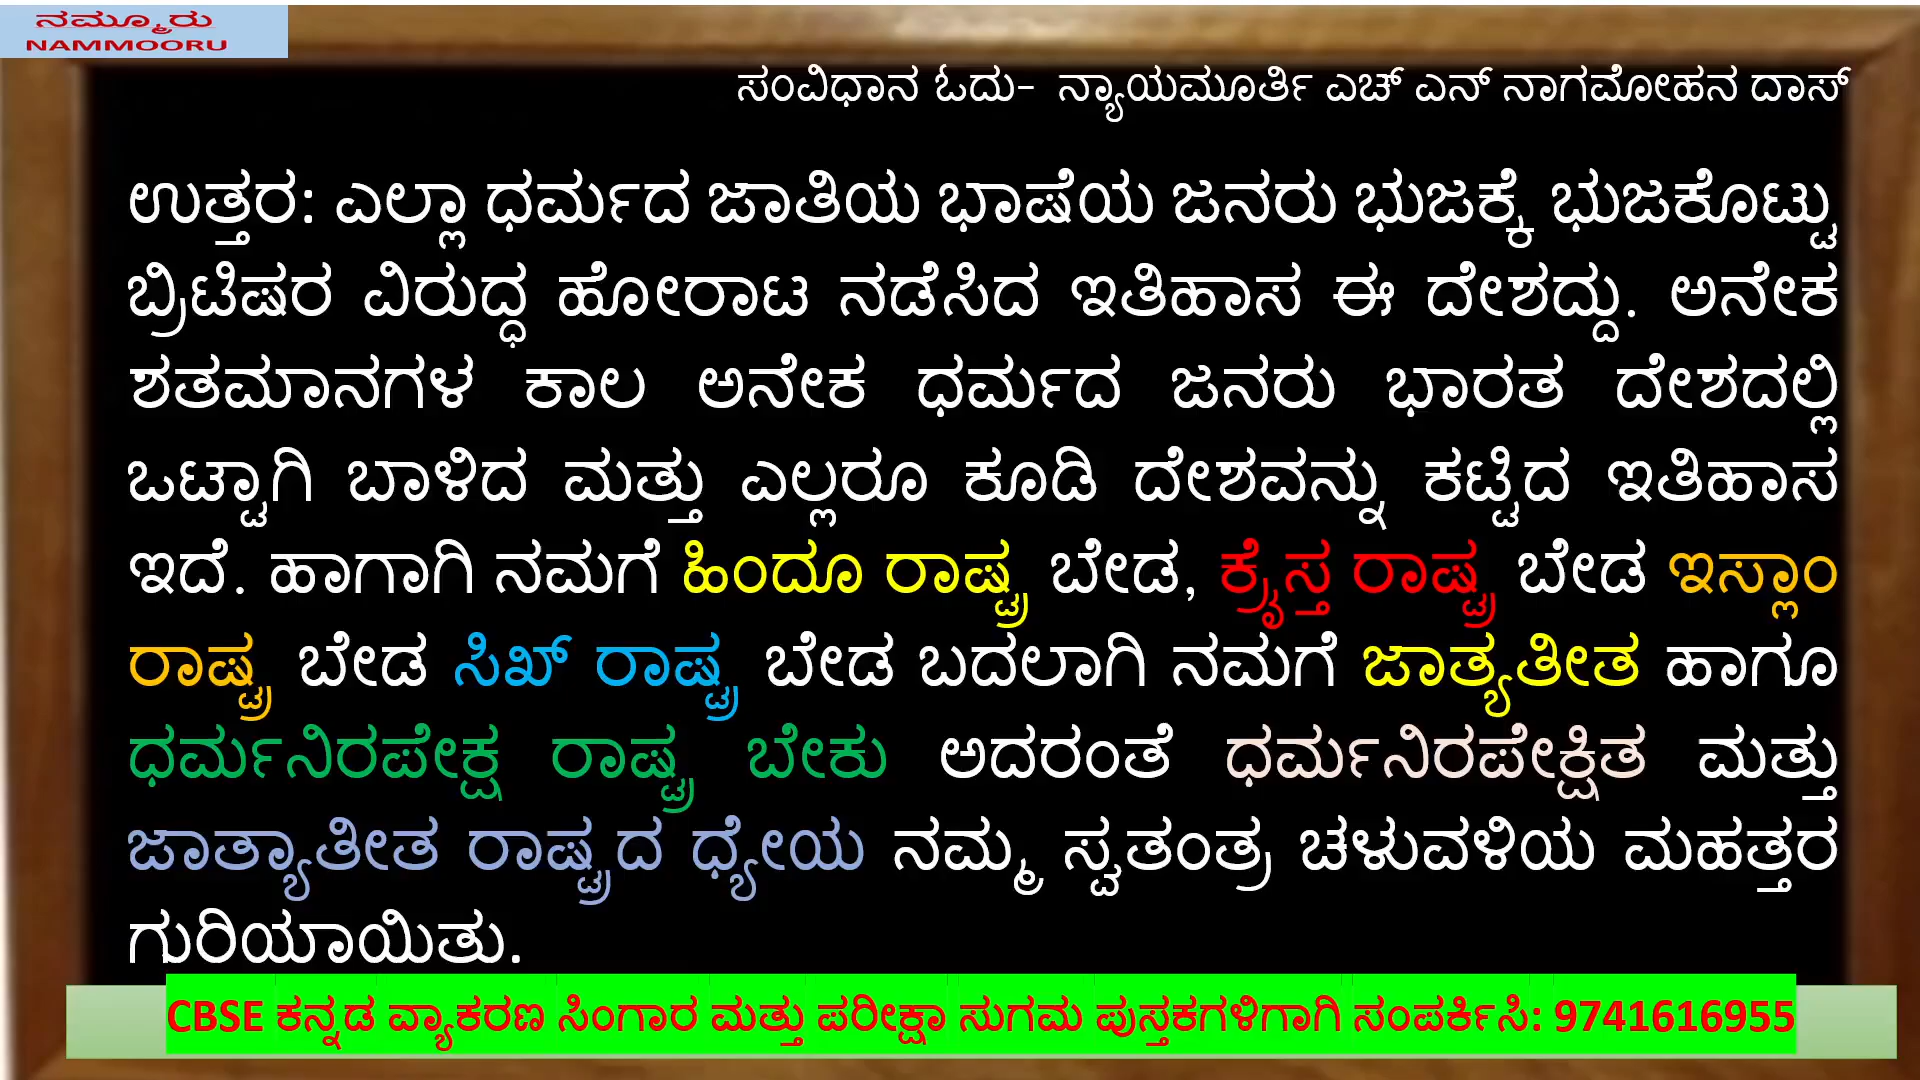 ನಮ್ಮೂರು
NAMMOORU
ಸಂವಿಧಾನ ಓದು- ನ್ಯಾಯಮೂರ್ತಿ ಎಚ್ ಎನ್ ನಾಗಮೋಹನ ದಾಸ್
ಉತ್ತರ: ಎಲ್ಲಾ ಧರ್ಮದ ಜಾತಿಯ ಭಾಷೆಯ ಜನರು ಭುಜಕ್ಕೆ ಭುಜಕೊಟ್ಟು
ಬ್ರಿಟಿಷರ ವಿರುದ್ಧ ಹೋರಾಟ ನಡೆಸಿದ ಇತಿಹಾಸ ಈ ದೇಶದ್ದು. ಅನೇಕ
ಶತಮಾನಗಳ ಕಾಲ ಅನೇಕ ಧರ್ಮದ ಜನರು ಭಾರತ ದೇಶದಲ್ಲಿ
ಒಟ್ಟಾಗಿ ಬಾಳಿದ ಮತ್ತು ಎಲ್ಲರೂ ಕೂಡಿ ದೇಶವನ್ನು ಕಟ್ಟಿದ ಇತಿಹಾಸ
ಇದೆ. ಹಾಗಾಗಿ ನಮಗೆ ಹಿಂದೂ ರಾಷ್ಟ್ರ ಬೇಡ, ಕ್ರೈಸ್ತ ರಾಷ್ಟ್ರ ಬೇಡ ಇಸ್ಲಾಂ
ರಾಷ್ಟ್ರ ಬೇಡ ಸಿಖ್ ರಾಷ್ಟ್ರ ಬೇಡ ಬದಲಾಗಿ ನಮಗೆ ಜಾತ್ಯತೀತ ಹಾಗೂ
ಧರ್ಮನಿರಪೇಕ್ಷ ರಾಷ್ಟ್ರ ಬೇಕು ಅದರಂತೆ ಧರ್ಮನಿರಪೇಕ್ಷಿತ ಮತ್ತು
ಜಾತ್ಯಾತೀತ ರಾಷ್ಟ್ರದ ಧ್ಯೇಯ ನಮ್ಮ ಸ್ವತಂತ್ರ ಚಳುವಳಿಯ ಮಹತ್ತರ
ಗುರಿಯಾಯಿತು.
CBSE ಕನ್ನಡ ವ್ಯಾಕರಣ ಸಿಂಗಾರ ಮತ್ತು ಪರೀಕ್ಷಾ ಸುಗಮ ಪುಸ್ತಕಗಳಿಗಾಗಿ ಸಂಪರ್ಕಿಸಿ: 9741616955